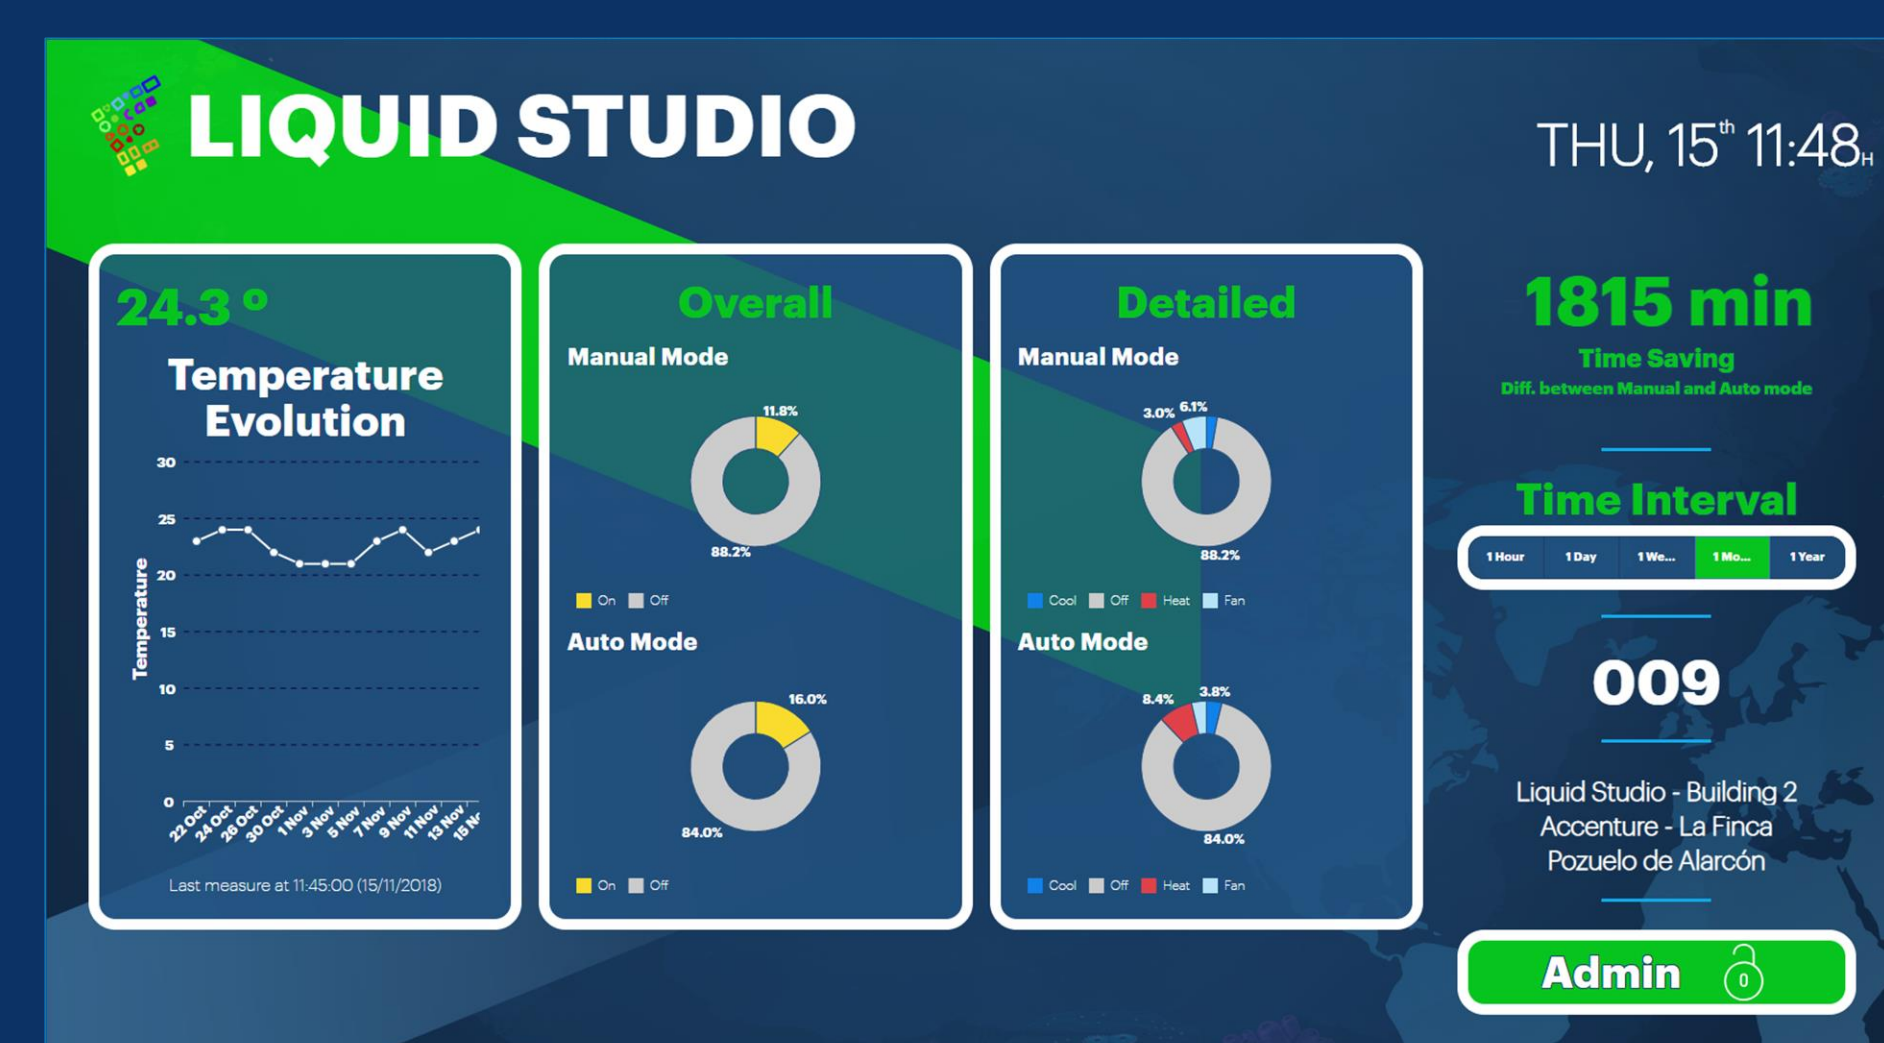 LIQUID STUDIO
THU, 15th 11:48H
24.3 º
Temperature
Evolution
30
25
20
15
10
5
0
Temperature
22 Oct
24 Oct
26 Oct
30 Oct
1 Nov
3 Nov
5 Nov
7 Nov
9 Nov
11 Nov
13 Nov
15 No
Last measure at 11:45:00 (15/11/2018)
Overall
Manual Mode
11.8%
88.2%
On Off
Auto Mode
16.0%
84.0%
On Off
Detailed
Manual Mode
3.0% 6.1%
88.2%
Cool Off Heat Fan
Auto Mode
8.4% 3.8%
84.0%
Cool Off Heat Fan
1815 min
Time Saving
Diff. between Manual and Auto mode
Time Interval
1 Hour 1 Day 1 We... 1 Mo... 1 Year
009
Liquid Studio - Building 2
Accenture - La Finca
Pozuelo de Alarcón
Admin